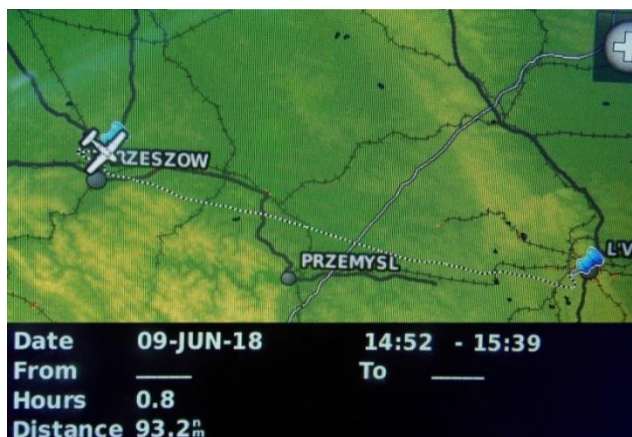 RZESZOW
L'V
PRZEMYSL
Date 09-JUN-18 14:52 - 15:39
From _____ To _____
Hours 0.8
Distance 93.2nm